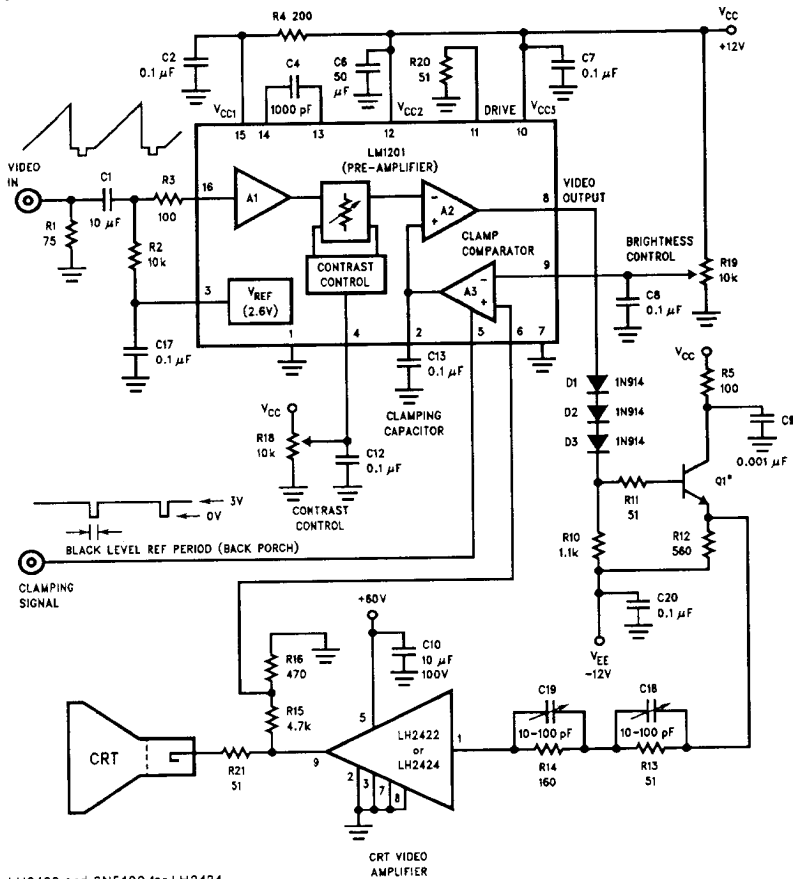 R4 200
VCC
+12V
C2
0.1 µF
C4
1000 pF
C6
50
µF
R20
51
C7
0.1 µF
VCC1
VCC2
DRIVE
VCC3
15
14
13
12
11
10
LM1201
(PRE-AMPLIFIER)
VIDEO
IN
C1
10 µF
R3
100
16
A1
-
+
A2
8
VIDEO
OUTPUT
R1
75
R2
10k
CONTRAST
CONTROL
CLAMP
COMPARATOR
A3
-
+
9
BRIGHTNESS
CONTROL
R19
10k
3
VREF
(2.6V)
C8
0.1 µF
1
4
2
5
6
7
C17
0.1 µF
C13
0.1 µF
CLAMPING
CAPACITOR
VCC
R18
10k
C12
0.1 µF
CONTRAST
CONTROL
D1
1N914
D2
1N914
D3
1N914
VCC
R5
100
C9
0.001 µF
Q1*
R11
51
R10
1.1k
R12
560
C20
0.1 µF
VEE
-12V
3V
0V
BLACK LEVEL REF PERIOD (BACK PORCH)
CLAMPING
SIGNAL
+60V
C10
10 µF
100V
R16
470
R15
4.7k
5
LH2422
or
LH2424
1
9
2
3
7
8
CRT
R21
51
C19
10-100 pF
R14
160
C18
10-100 pF
R13
51
CRT VIDEO
AMPLIFIER